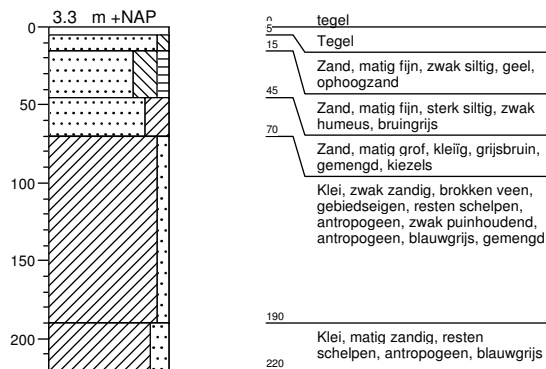 3.3 m +NAP
0
50
100
150
200
0
tegel
5
Tegel
15
Zand, matig fijn, zwak siltig, geel,
ophoogzand
45
Zand, matig fijn, sterk siltig, zwak
humeus, bruingrijs
70
Zand, matig grof, kleiïg, grijsbruin,
gemengd, kiezels
Klei, zwak zandig, brokken veen,
gebiedseigen, resten schelpen,
antropogeen, zwak puinhoudend,
antropogeen, blauwgrijs, gemengd
190
Klei, matig zandig, resten
schelpen, antropogeen, blauwgrijs
220